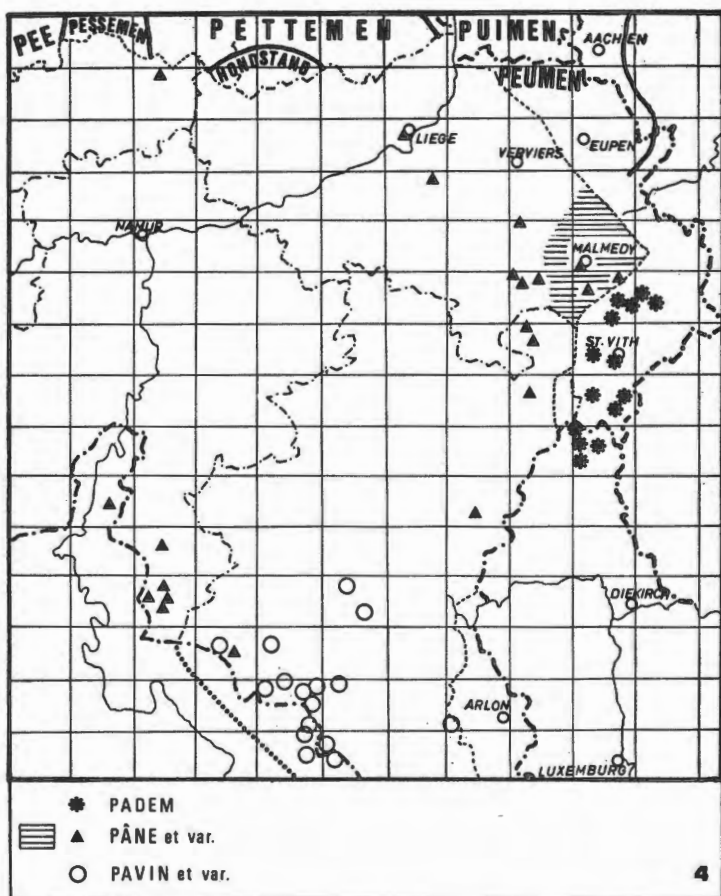 PEE PESSEMEN PETTEMEN PUIMEN
HONDSTAND PEUMEN
AACHEN
LIEGE
EUPEN
VERVIERS
NAMUR
MALMEDY
ST. VITH
DIEKIRCH
ARLON
LUXEMBURG
PADEM
PÂNE et var.
PAVIN et var.
4